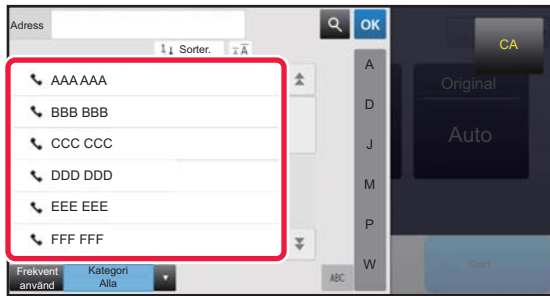 Adress
OK
CA
1↓ Sorter.
A
AAA AAA
Original
BBB BBB
D
Auto
CCC CCC
J
DDD DDD
M
EEE EEE
P
FFF FFF
W
Start
Frekvent
använd
Kategori
Alla
ABC